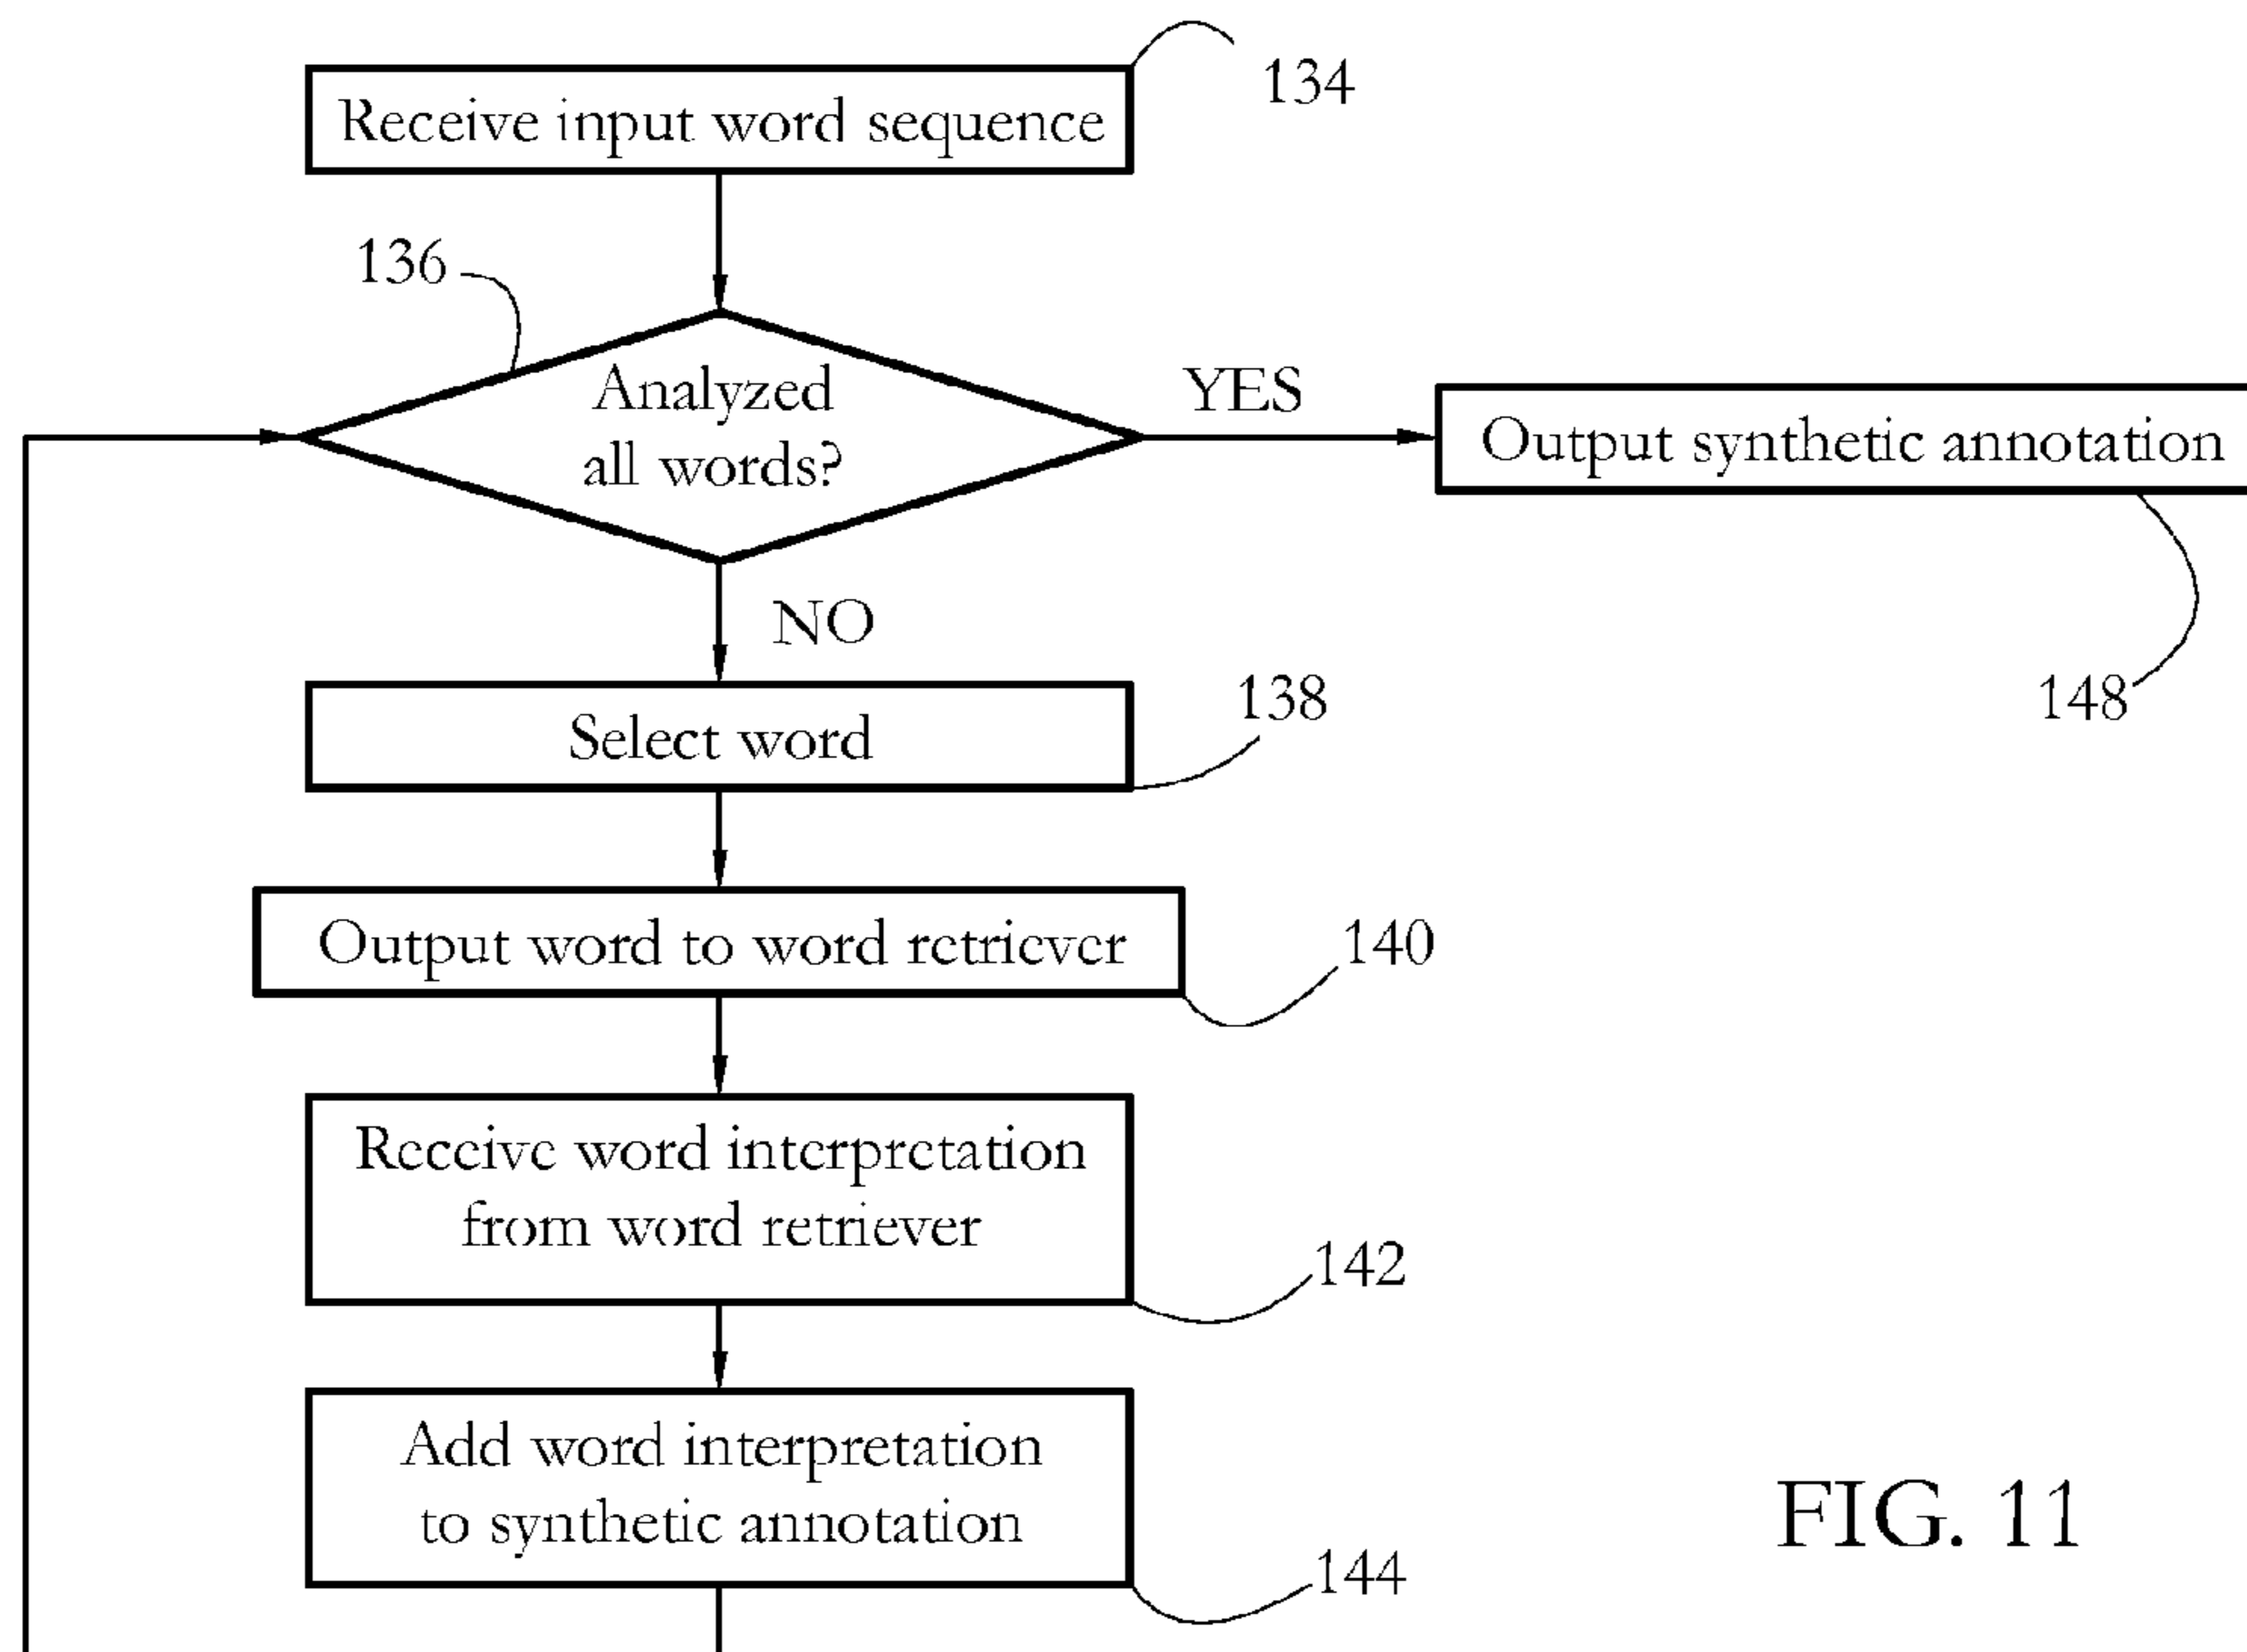 134
Receive input word sequence
136
Analyzed
all words?
YES
Output synthetic annotation
NO
148
138
Select word
Output word to word retriever
140
Receive word interpretation
from word retriever
142
Add word interpretation
to synthetic annotation
144
FIG. 11